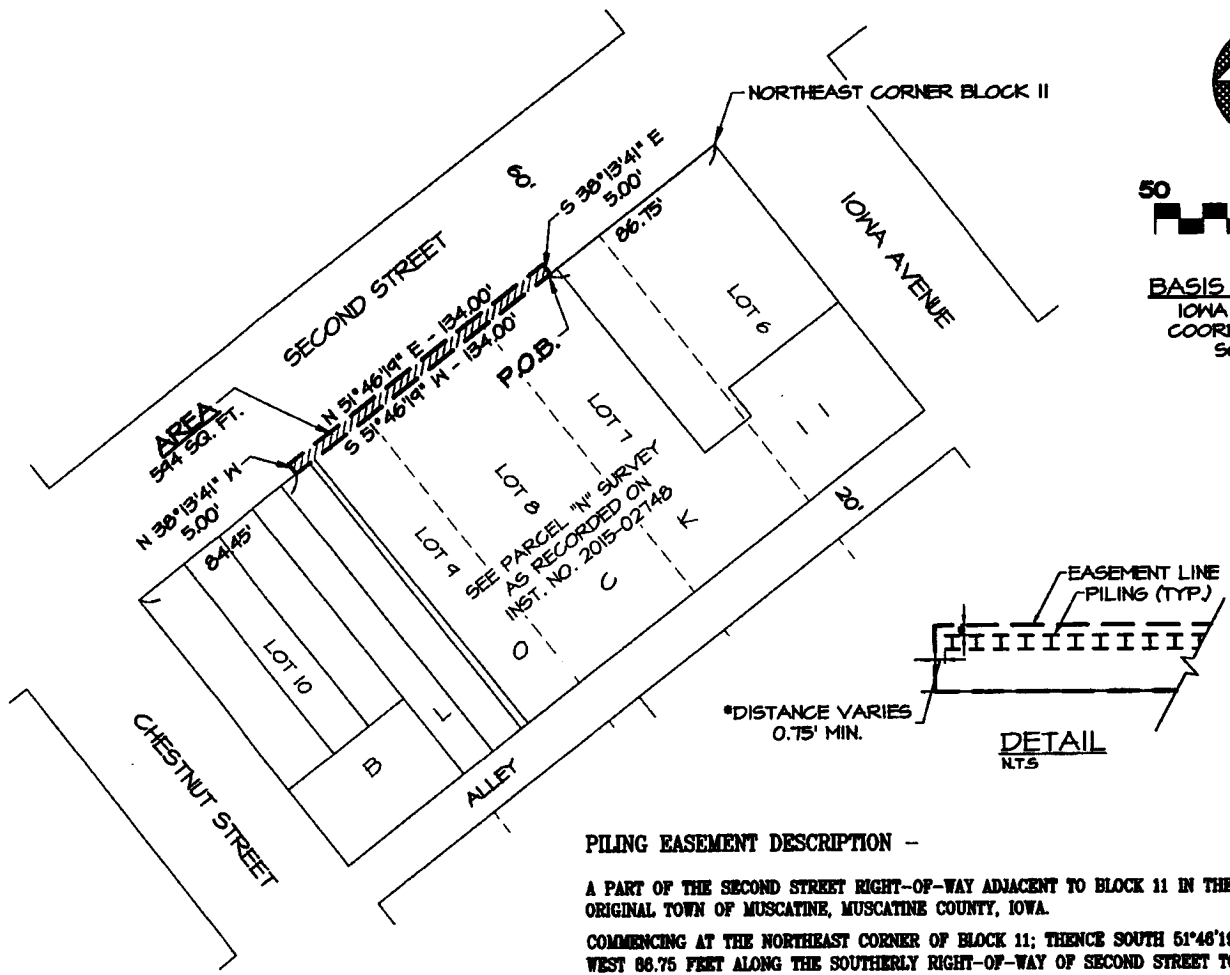 NORTHEAST CORNER BLOCK 11
60'
S 38°13'41" E
5.00'
86.75'
IOWA AVENUE
50
SECOND STREET
LOT 6
BASIS
IOWA
N 51°46'19" E - 134.00'
S 51°46'19" W - 134.00'
P.O.B.
AREA
594 SQ. FT.
LOT 7
I
N 38°13'41" W
5.00'
84.45'
LOT 8
LOT 9
SEE PARCEL "N" SURVEY
AS RECORDED ON
INST. NO. 2015-02748
K
C
O
20'
EASEMENT LINE
PILING (TYP.)
LOT 10
L
B
ALLEY
CHESTNUT STREET
*DISTANCE VARIES
0.75' MIN.
DETAIL
N.T.S
PILING EASEMENT DESCRIPTION -
A PART OF THE SECOND STREET RIGHT-OF-WAY ADJACENT TO BLOCK 11 IN THE
ORIGINAL TOWN OF MUSCATINE, MUSCATINE COUNTY, IOWA.
COMMENCING AT THE NORTHEAST CORNER OF BLOCK 11; THENCE SOUTH 51°46'19
WEST 86.75 FEET ALONG THE SOUTHERLY RIGHT-OF-WAY OF SECOND STREET TO